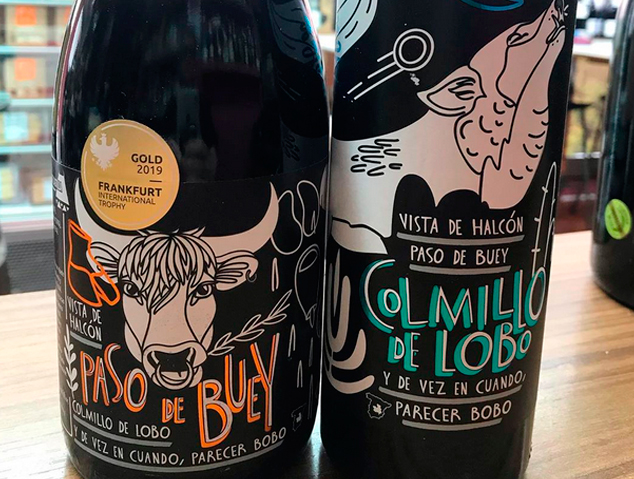 GOLD
2019
FRANKFURT
INTERNATIONAL
TROPHY
VISTA DE
HALCÓN
PASO DE BUEY
COLMILLO DE LOBO
Y DE VEZ EN CUANDO, PARECER BOBO
VISTA DE HALCÓN
PASO DE BUEY
COLMILLO
DE LOBO
Y DE VEZ EN CUANDO,
PARECER BOBO